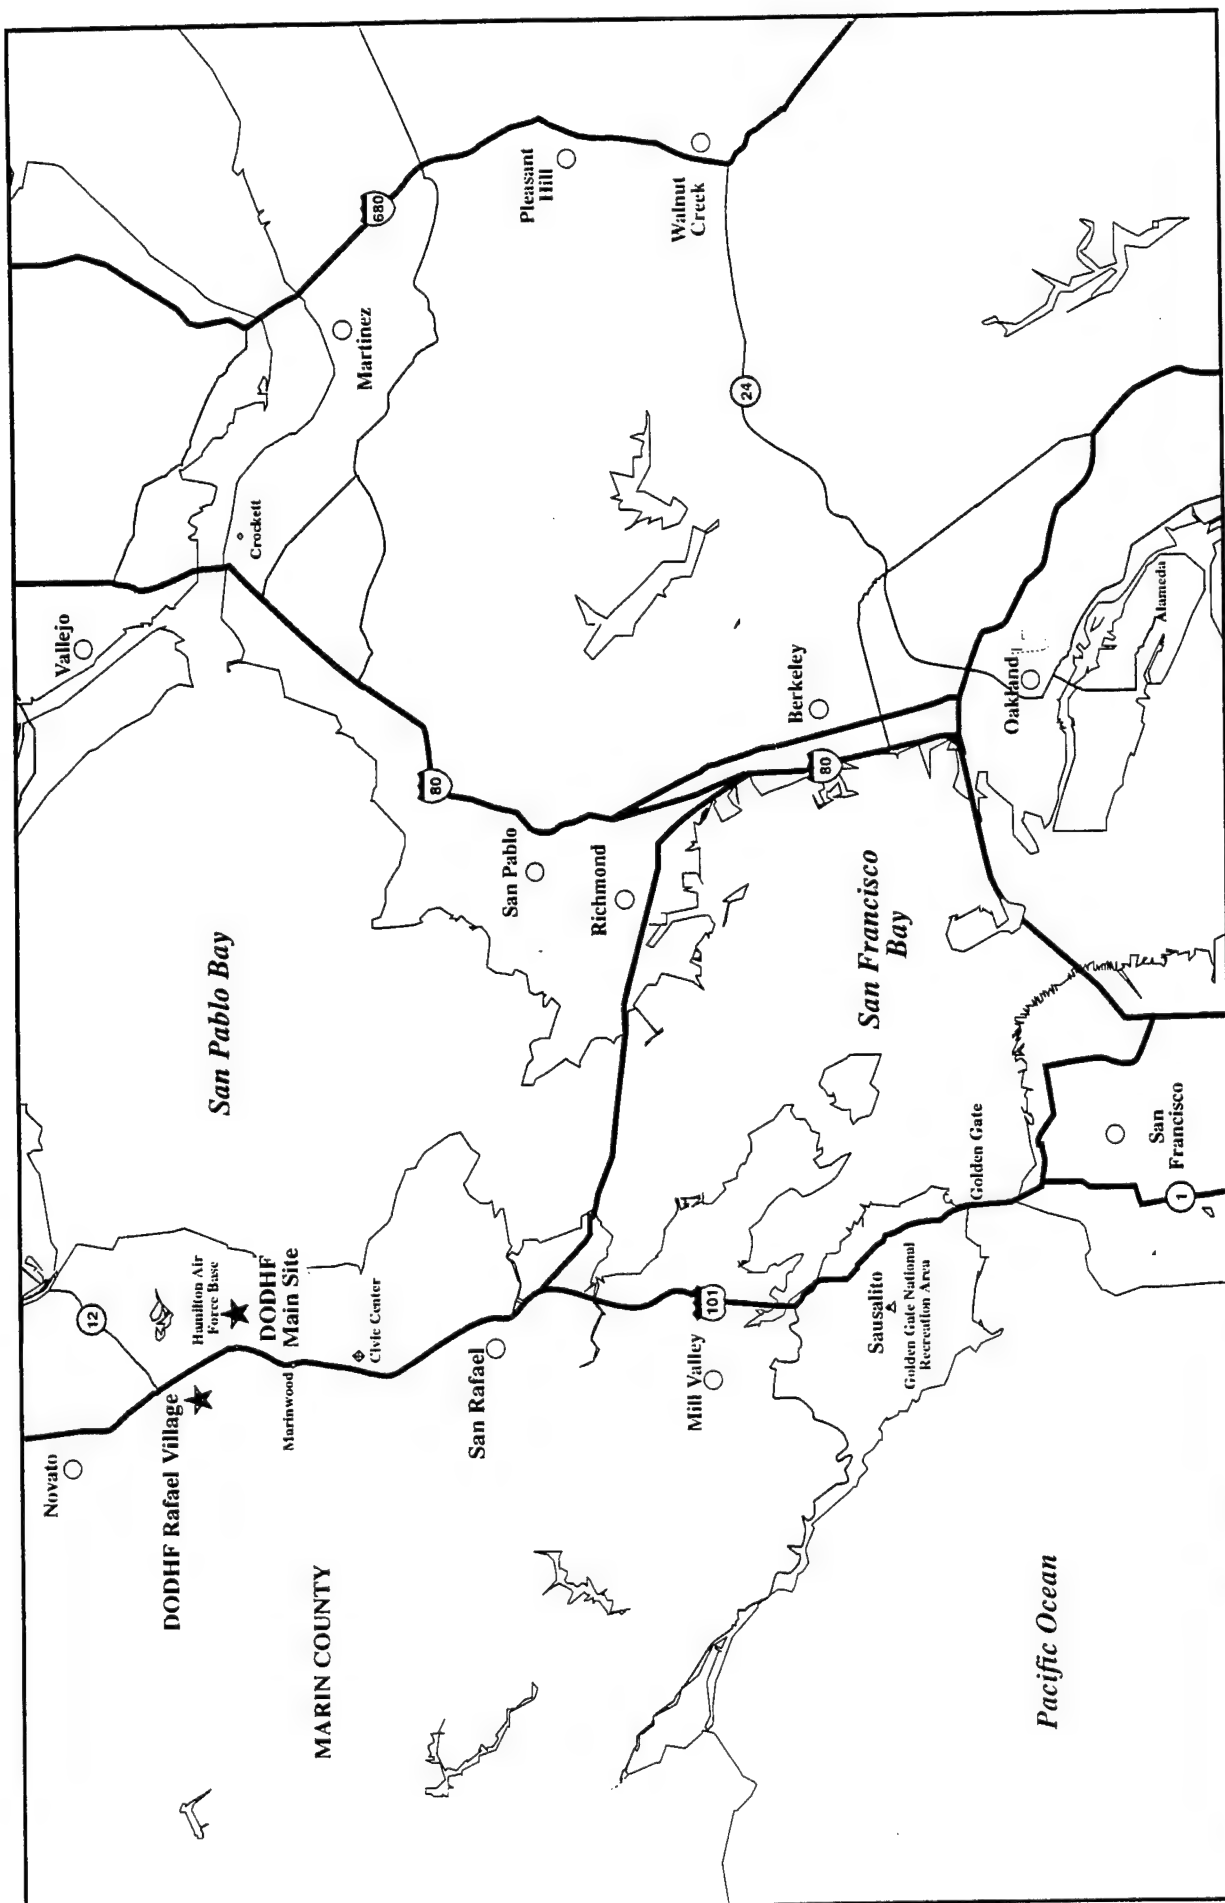 Novato
DODHF Rafael Village
MARIN COUNTY
12
Hamilton Air
Force Base
DODHF
Main Site
Marinwood
Civic Center
San Rafael
Mill Valley
101
Sausalito
Golden Gate National
Recreation Area
Golden Gate
Pacific Ocean
San Pablo Bay
San Francisco
Bay
San
Francisco
1
Vallejo
Crockett
Martinez
680
Pleasant
Hill
Walnut
Creek
24
80
San Pablo
Richmond
Berkeley
80
Oakland
Alameda